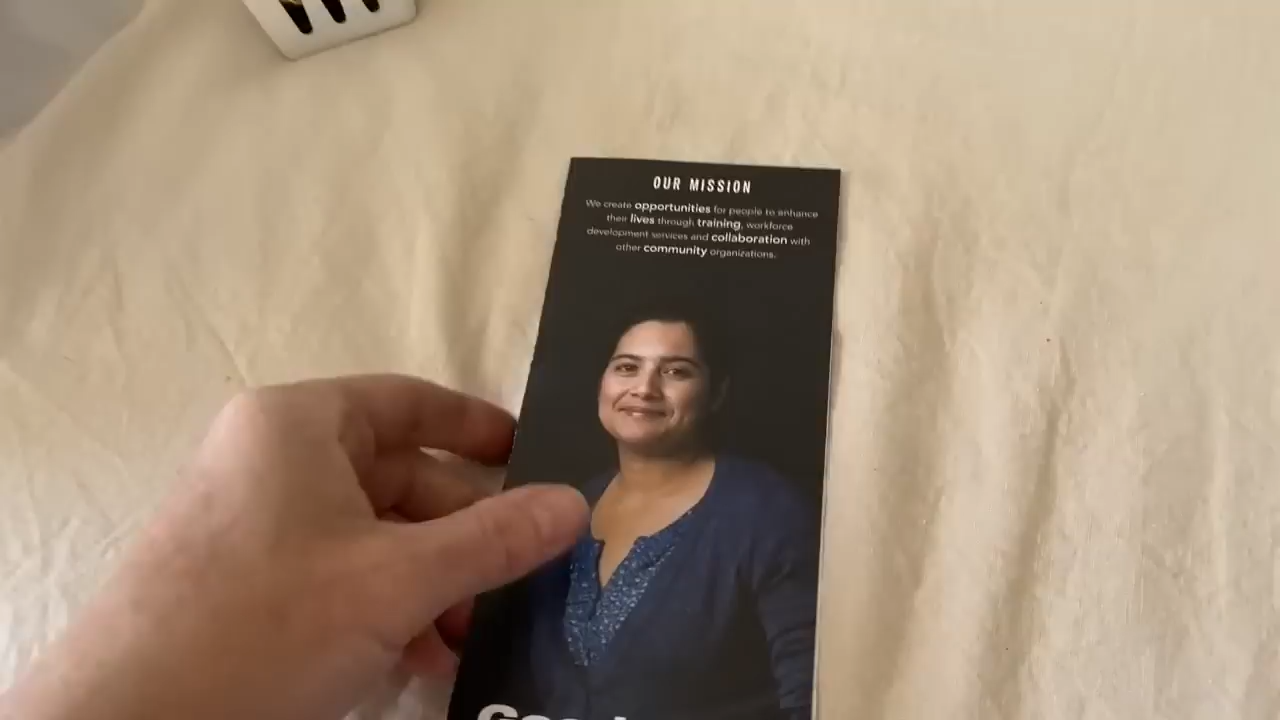 OUR MISSION
We create opportunities for people to enhance
their lives through training, workforce
development services and collaboration with
other community organizations.